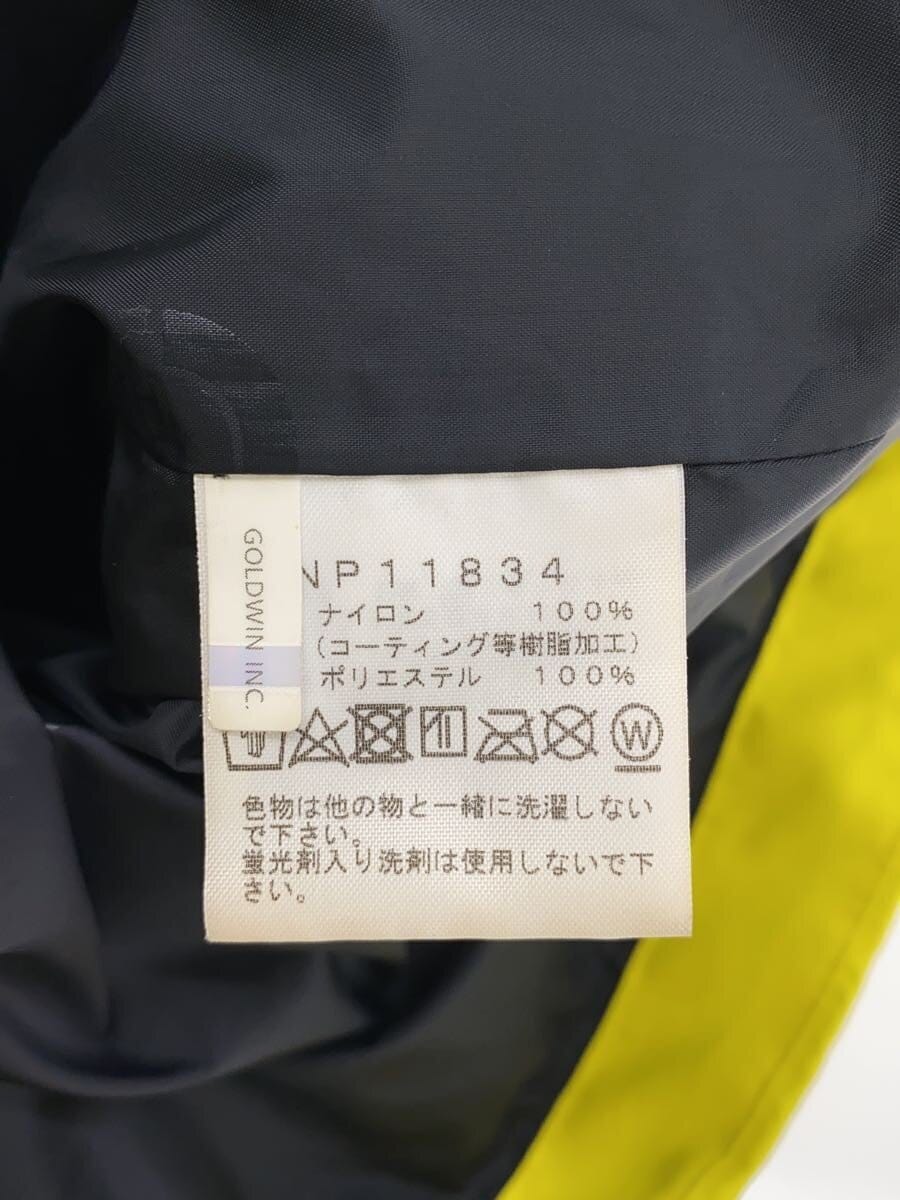 GOLDWIN INC.
NP11834
ナイロン 100%
(コーティング等樹脂加工)
ポリエステル 100%
W
色物は他の物と一緒に洗濯しない
で下さい。
蛍光剤入り洗剤は使用しないで下
さい。